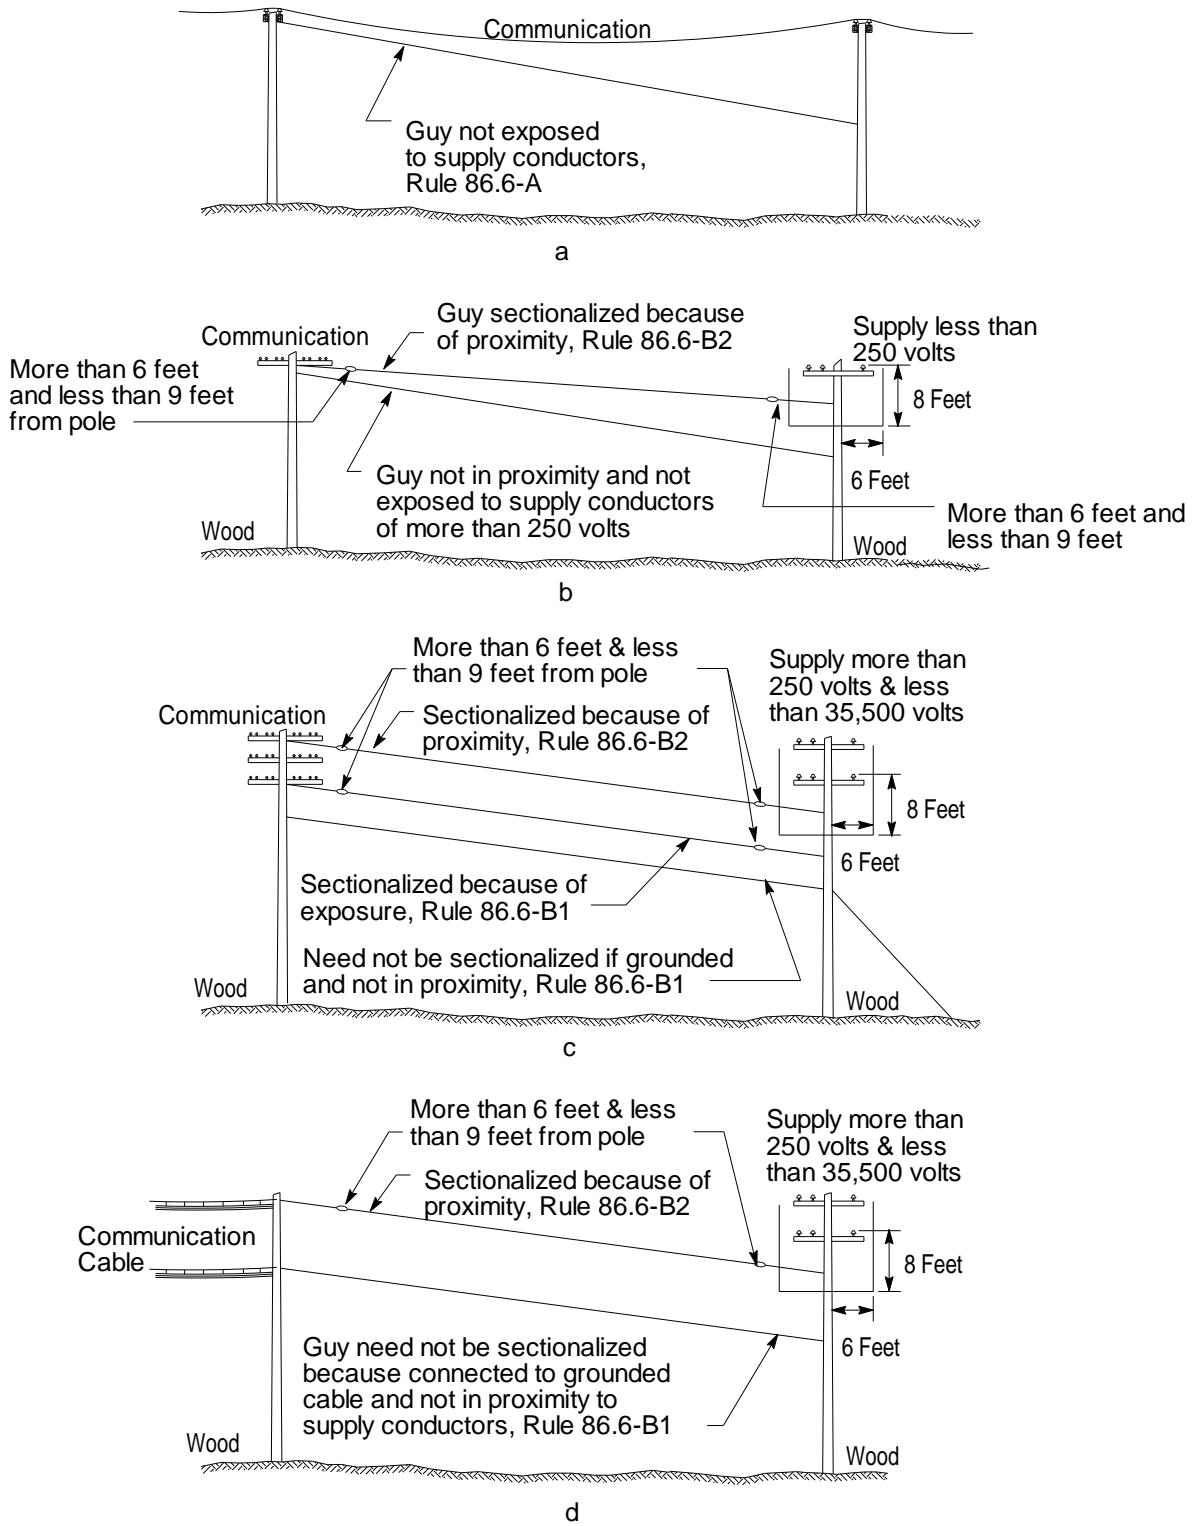 Communication
Guy not exposed
to supply conductors,
Rule 86.6-A
a
Guy sectionalized because
of proximity, Rule 86.6-B2
Communication
Supply less than
250 volts
More than 6 feet
and less than 9 feet
from pole
8 Feet
Guy not in proximity and not
exposed to supply conductors
of more than 250 volts
6 Feet
More than 6 feet and
less than 9 feet
Wood
Wood
b
More than 6 feet & less
than 9 feet from pole
Supply more than
250 volts & less
than 35,500 volts
Communication
Sectionalized because of
proximity, Rule 86.6-B2
8 Feet
6 Feet
Sectionalized because of
exposure, Rule 86.6-B1
Need not be sectionalized if grounded
and not in proximity, Rule 86.6-B1
Wood
Wood
c
More than 6 feet & less
than 9 feet from pole
Supply more than
250 volts & less
than 35,500 volts
Sectionalized because of
proximity, Rule 86.6-B2
Communication
Cable
8 Feet
6 Feet
Guy need not be sectionalized
because connected to grounded
cable and not in proximity to
supply conductors, Rule 86.6-B1
Wood
Wood
d